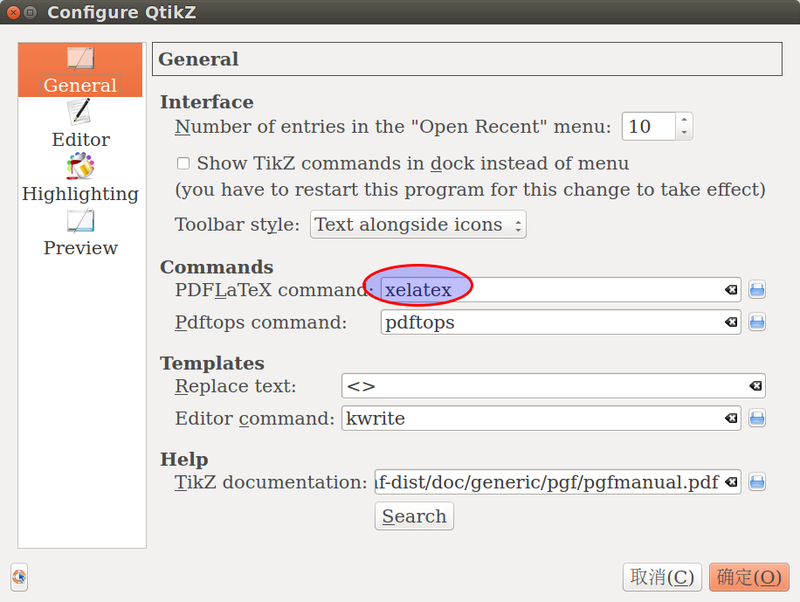 Configure QtikZ
General
Editor
Highlighting
Preview
General
Interface
Number of entries in the "Open Recent" menu: 10
Show TikZ commands in dock instead of menu
(you have to restart this program for this change to take effect)
Toolbar style: Text alongside icons
Commands
PDFLaTeX command: xelatex
Pdftops command: pdftops
Templates
Replace text: <>
Editor command: kwrite
Help
TikZ documentation: nf-dist/doc/generic/pgf/pgfmanual.pdf
Search
取消(C) 确定(O)